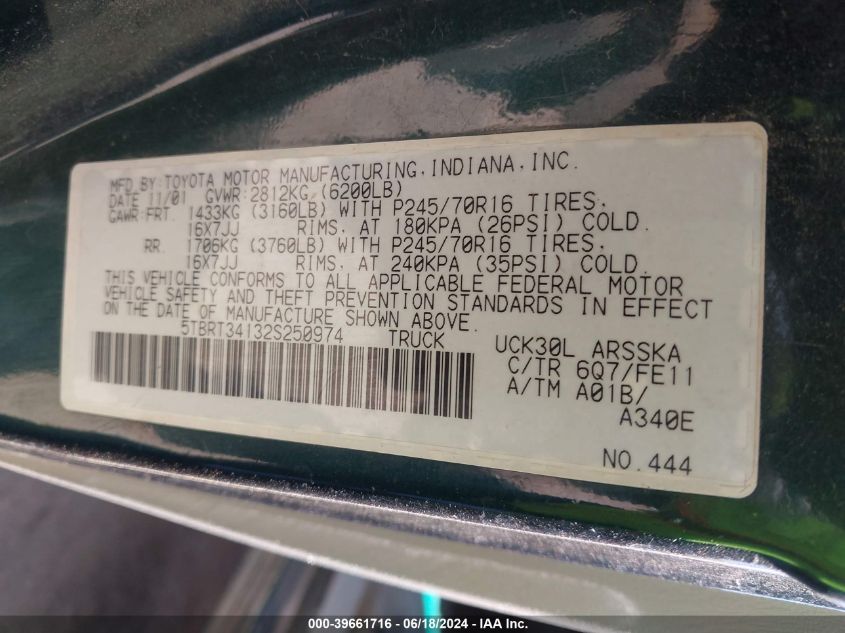 MFD.BY:TOYOTA MOTOR MANUFACTURING,INDIANA,INC.
DATE 11/01 GVWR:2812KG,(6200LB)
GAWR:FRT. 1433KG (3160LB) WITH P245/70R16 TIRES,
16X7JJ RIMS, AT 180KPA (26PSI) COLD.
RR. 1706KG (3760LB) WITH P245/70R16 TIRES,
16X7JJ RIMS, AT 240KPA (35PSI) COLD.
THIS VEHICLE CONFORMS TO ALL APPLICABLE FEDERAL MOTOR
VEHICLE SAFETY AND THEFT PREVENTION STANDARDS IN EFFECT
ON THE DATE OF MANUFACTURE SHOWN ABOVE.
5TBRT34132S250974 TRUCK
UCK30L ARSSKA
C/TR 6Q7/FE11
A/TM A01B/
A340E
NO.444
000-39661716 - 06/18/2024 - IAA Inc.